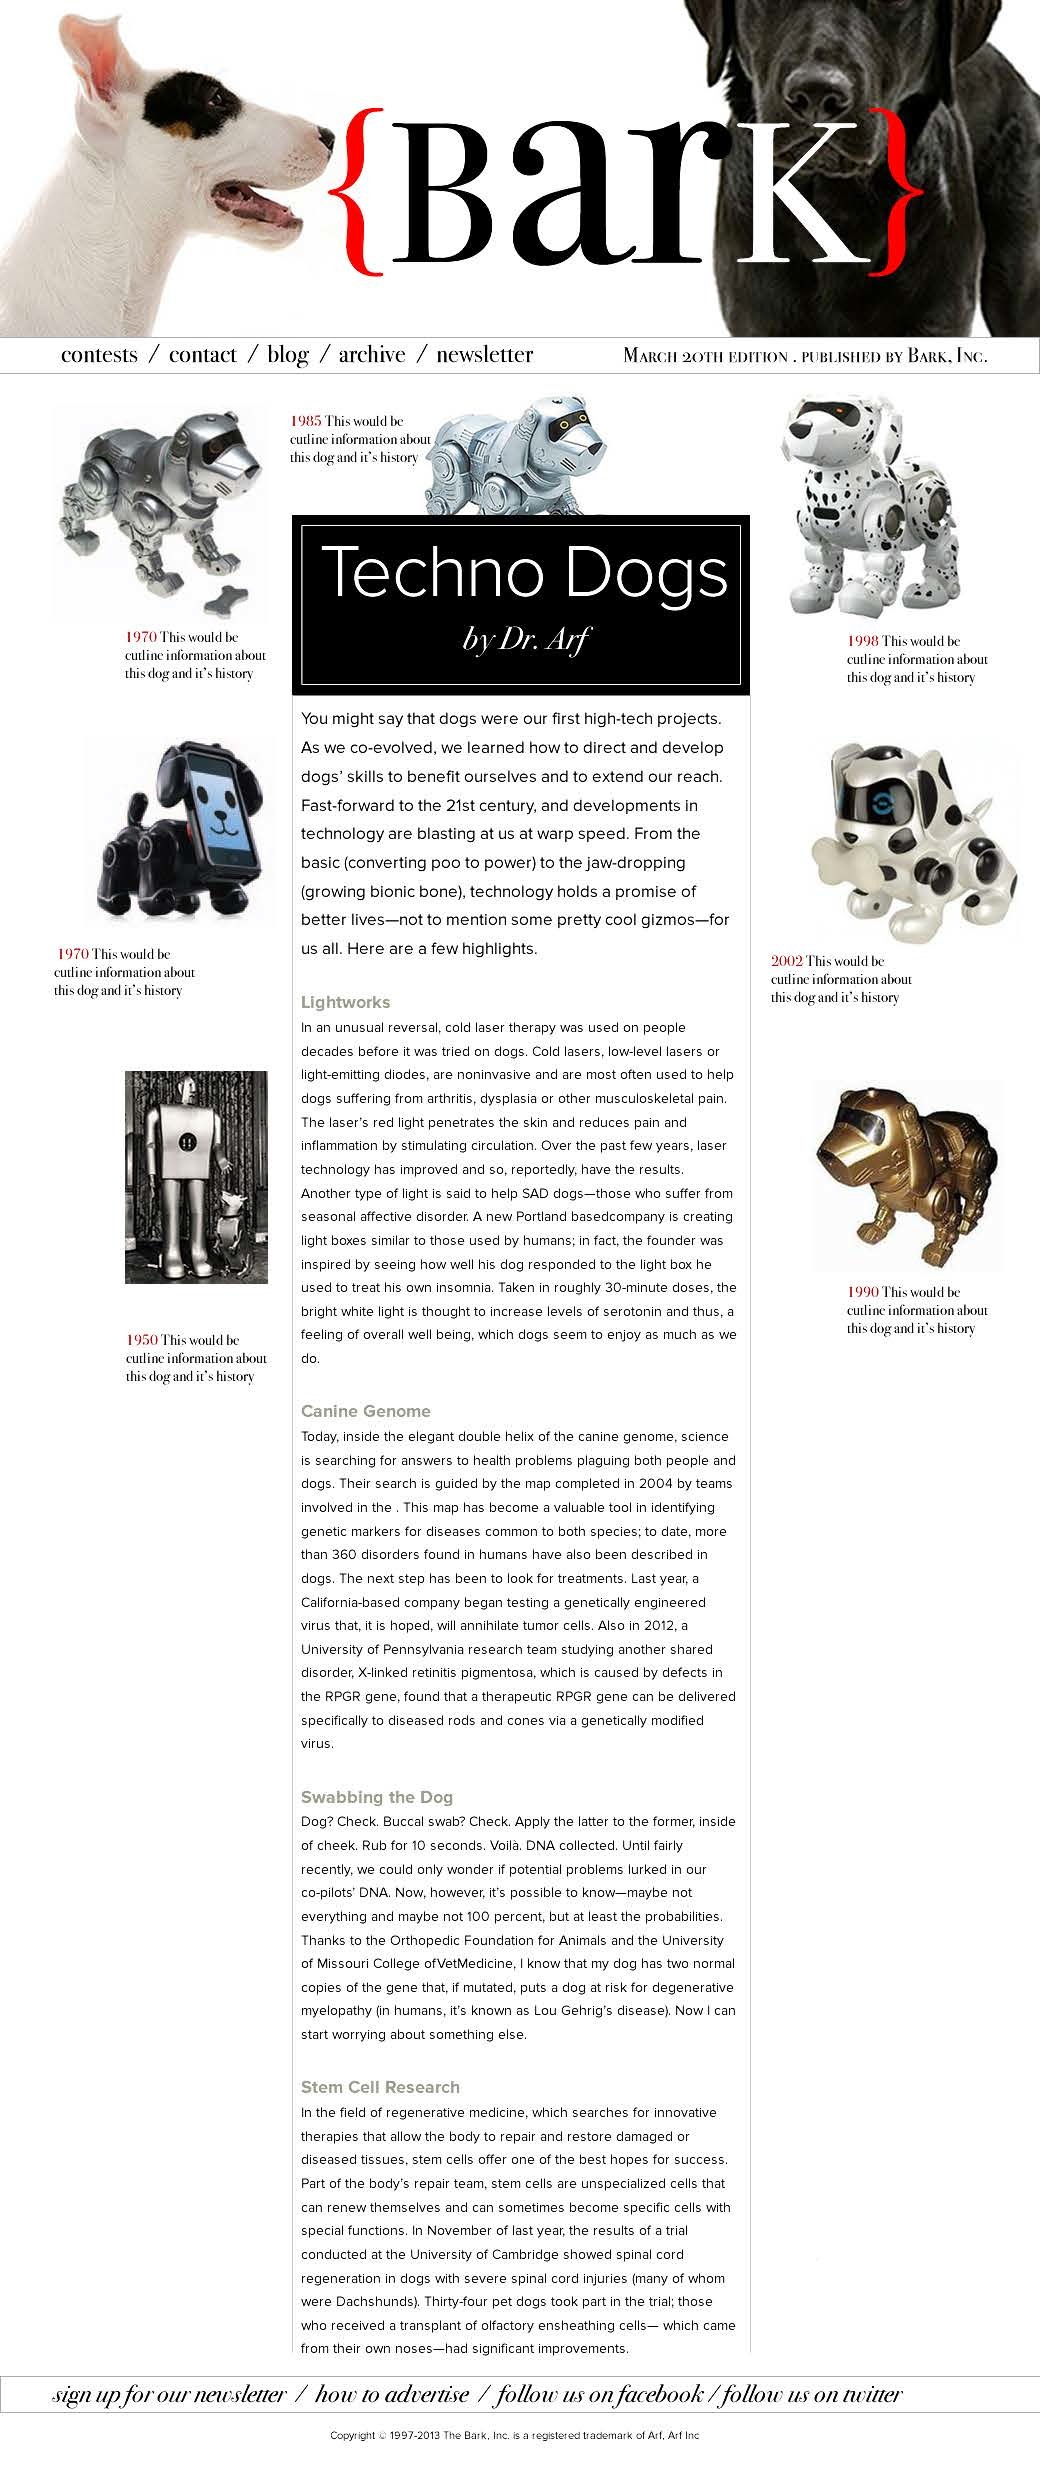 {Bark}
contests / contact / blog / archive / newsletter
March 20th edition . published by Bark, Inc.
1985 This would be
cutline information about
this dog and it's history
1970 This would be
cutline information about
this dog and it's history
1998 This would be
cutline information about
this dog and it's history
Techno Dogs
by Dr. Arf
1970 This would be
cutline information about
this dog and it's history
2002 This would be
cutline information about
this dog and it's history
1950 This would be
cutline information about
this dog and it's history
1990 This would be
cutline information about
this dog and it's history
You might say that dogs were our first high-tech projects.
As we co-evolved, we learned how to direct and develop
dogs' skills to benefit ourselves and to extend our reach.
Fast-forward to the 21st century, and developments in
technology are blasting at us at warp speed. From the
basic (converting poo to power) to the jaw-dropping
(growing bionic bone), technology holds a promise of
better lives—not to mention some pretty cool gizmos—for
us all. Here are a few highlights.
Lightworks
In an unusual reversal, cold laser therapy was used on people
decades before it was tried on dogs. Cold lasers, low-level lasers or
light-emitting diodes, are noninvasive and are most often used to help
dogs suffering from arthritis, dysplasia or other musculoskeletal pain.
The laser's red light penetrates the skin and reduces pain and
inflammation by stimulating circulation. Over the past few years, laser
technology has improved and so, reportedly, have the results.
Another type of light is said to help SAD dogs—those who suffer from
seasonal affective disorder. A new Portland basedcompany is creating
light boxes similar to those used by humans; in fact, the founder was
inspired by seeing how well his dog responded to the light box he
used to treat his own insomnia. Taken in roughly 30-minute doses, the
bright white light is thought to increase levels of serotonin and thus, a
feeling of overall well being, which dogs seem to enjoy as much as we
do.
Canine Genome
Today, inside the elegant double helix of the canine genome, science
is searching for answers to health problems plaguing both people and
dogs. Their search is guided by the map completed in 2004 by teams
involved in the . This map has become a valuable tool in identifying
genetic markers for diseases common to both species; to date, more
than 360 disorders found in humans have also been described in
dogs. The next step has been to look for treatments. Last year, a
California-based company began testing a genetically engineered
virus that, it is hoped, will annihilate tumor cells. Also in 2012, a
University of Pennsylvania research team studying another shared
disorder, X-linked retinitis pigmentosa, which is caused by defects in
the RPGR gene, found that a therapeutic RPGR gene can be delivered
specifically to diseased rods and cones via a genetically modified
virus.
Swabbing the Dog
Dog? Check. Buccal swab? Check. Apply the latter to the former, inside
of cheek. Rub for 10 seconds. Voilà. DNA collected. Until fairly
recently, we could only wonder if potential problems lurked in our
co-pilots' DNA. Now, however, it's possible to know—maybe not
everything and maybe not 100 percent, but at least the probabilities.
Thanks to the Orthopedic Foundation for Animals and the University
of Missouri College ofVetMedicine, I know that my dog has two normal
copies of the gene that, if mutated, puts a dog at risk for degenerative
myelopathy (in humans, it's known as Lou Gehrig's disease). Now I can
start worrying about something else.
Stem Cell Research
In the field of regenerative medicine, which searches for innovative
therapies that allow the body to repair and restore damaged or
diseased tissues, stem cells offer one of the best hopes for success.
Part of the body's repair team, stem cells are unspecialized cells that
can renew themselves and can sometimes become specific cells with
special functions. In November of last year, the results of a trial
conducted at the University of Cambridge showed spinal cord
regeneration in dogs with severe spinal cord injuries (many of whom
were Dachshunds). Thirty-four pet dogs took part in the trial; those
who received a transplant of olfactory ensheathing cells— which came
from their own noses—had significant improvements.
sign up for our newsletter / how to advertise / follow us on facebook / follow us on twitter
Copyright © 1997-2013 The Bark, Inc. is a registered trademark of Arf, Arf Inc